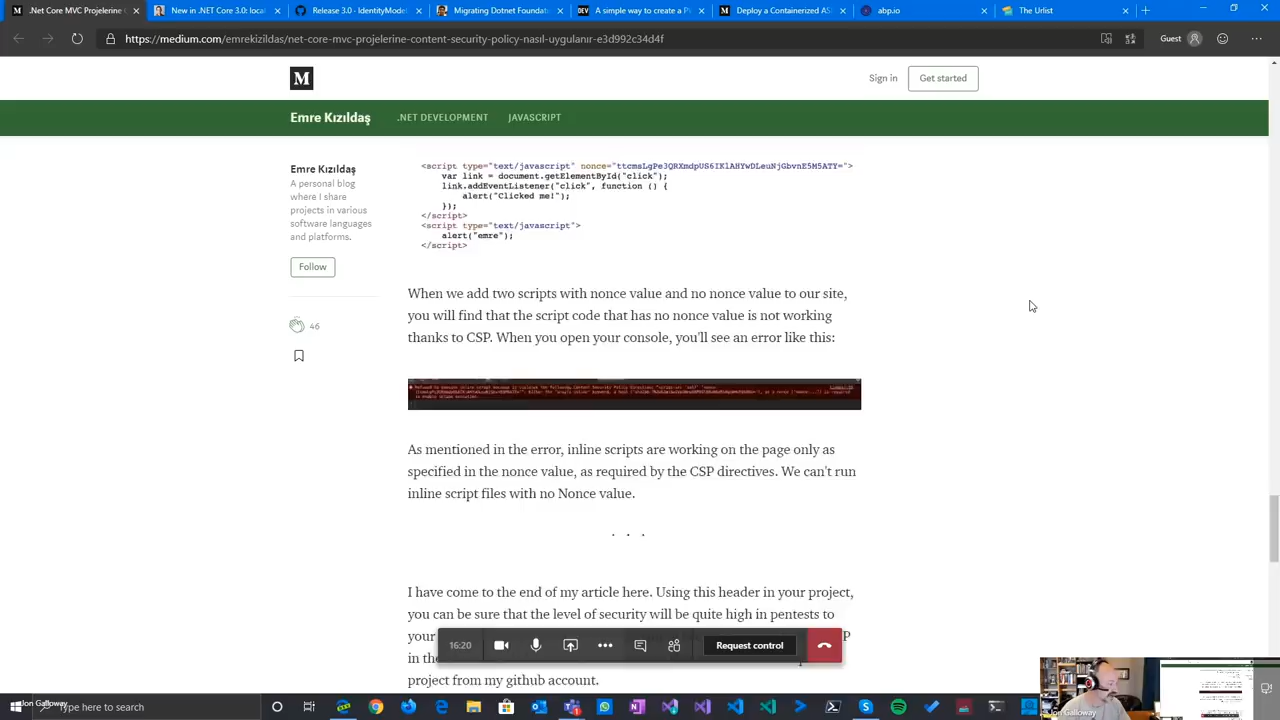 .Net Core MVC Projelerine C
New in .NET Core 3.0: local
Release 3.0 - IdentityMode
Migrating Dotnet Core Foun
A simple way to create a P
Deploy a Containerized AS
abp.io
The Urlist
https://medium.com/emrekizildas/net-core-mvc-projelerine-content-security-policy-nasil-uygulanır-e3d992c34d4f
Guest
M
Sign in
Get started
Emre Kızıldaş
.NET DEVELOPMENT
JAVASCRIPT
Emre Kızıldaş
A personal blog
where I share
projects in various
software languages
and platforms.
Follow
46
<script type="text/javascript" nonce="ttcmsLgPe3QRXmdpUS6IKlAHYwDLeuNjGbvnE5M5ATY=">
var link = document.getElementById("click");
link.addEventListener("click", function () {
alert("Clicked me!");
});
</script>
<script type="text/javascript">
alert("emre");
</script>
When we add two scripts with nonce value and no nonce value to our site,
you will find that the script code that has no nonce value is not working
thanks to CSP. When you open your console, you'll see an error like this:
As mentioned in the error, inline scripts are working on the page only as
specified in the nonce value, as required by the CSP directives. We can't run
inline script files with no Nonce value.
. . .
I have come to the end of my article here. Using this header in your project,
you can be sure that the level of security will be quite high in pentests to
your
in the
project from my github account.
16:20
Request control
Jon Galloway
Type here to search
Jon Galloway